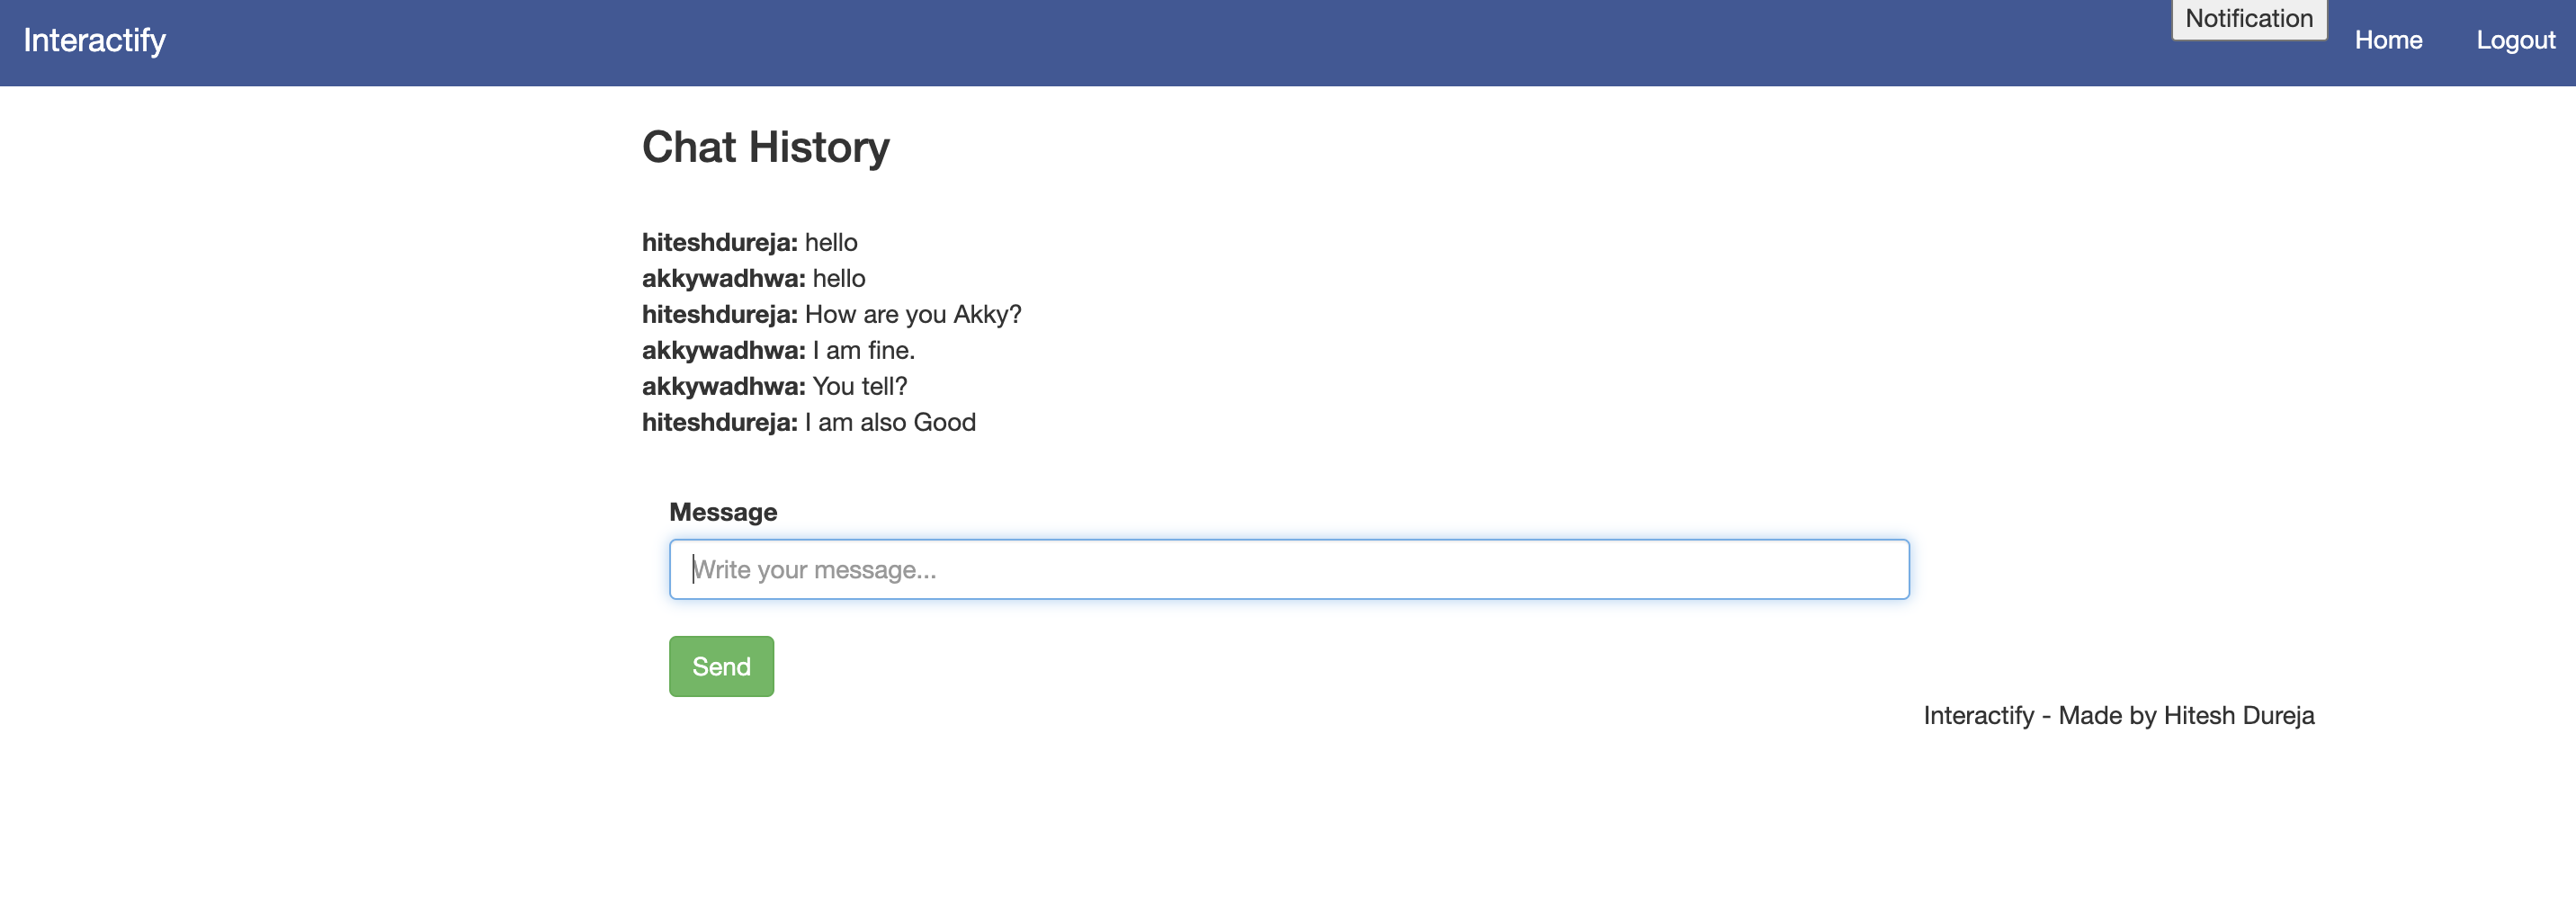 Interactify
Notification
Home
Logout
Chat History
hiteshdureja: hello
akkywadhwa: hello
hiteshdureja: How are you Akky?
akkywadhwa: I am fine.
akkywadhwa: You tell?
hiteshdureja: I am also Good
Message
Write your message...
Send
Interactify - Made by Hitesh Dureja